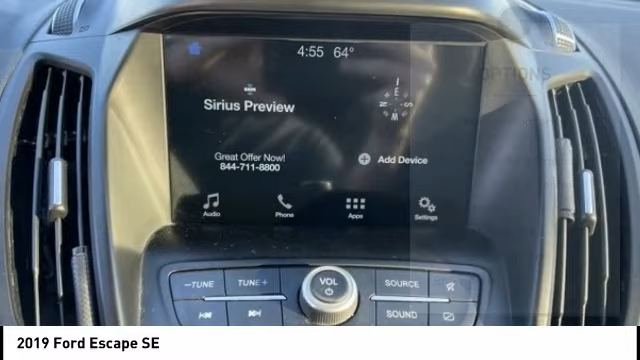 4:55 64°
OPTIONS
Sirius Preview
E
S
W
N
Great Offer Now!
844-711-8800
Add Device
Audio
Phone
Apps
Settings
–TUNE
TUNE+
VOL
SOURCE
SOUND
2019 Ford Escape SE